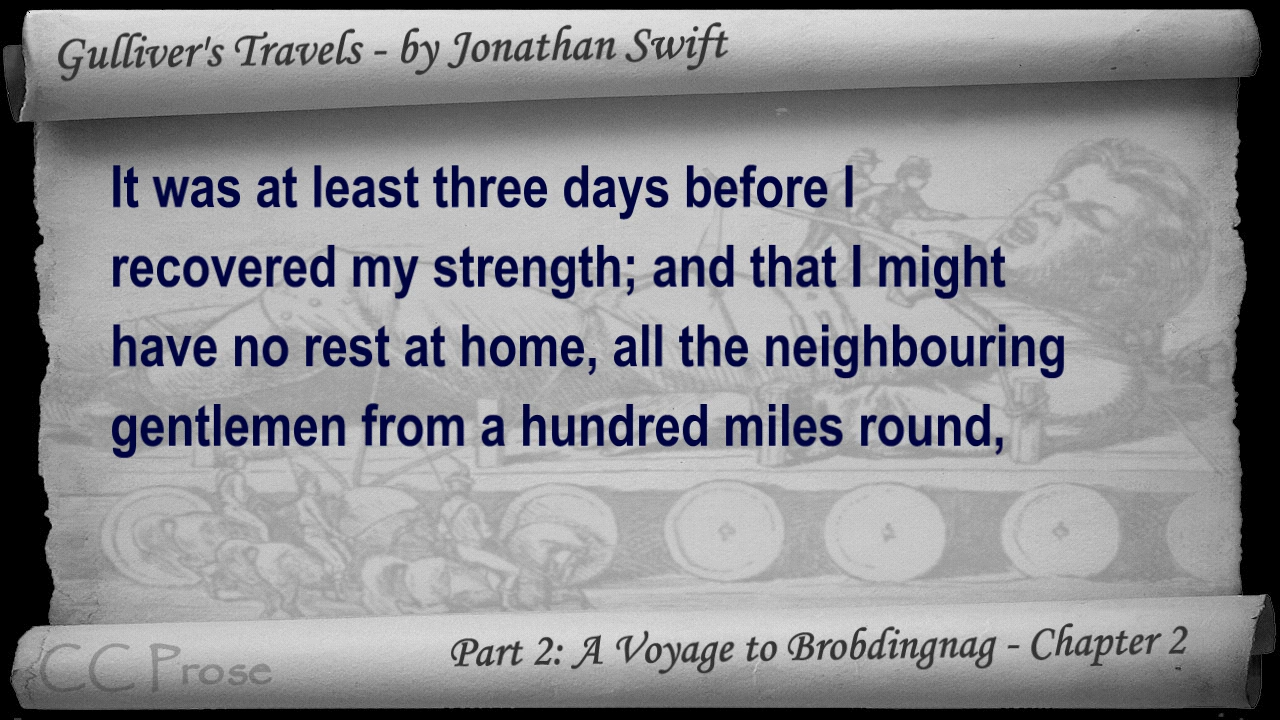 Gulliver's Travels - by Jonathan Swift
It was at least three days before I
recovered my strength; and that I might
have no rest at home, all the neighbouring
gentlemen from a hundred miles round,
Part 2: A Voyage to Brobdingnag - Chapter 2
CC Prose